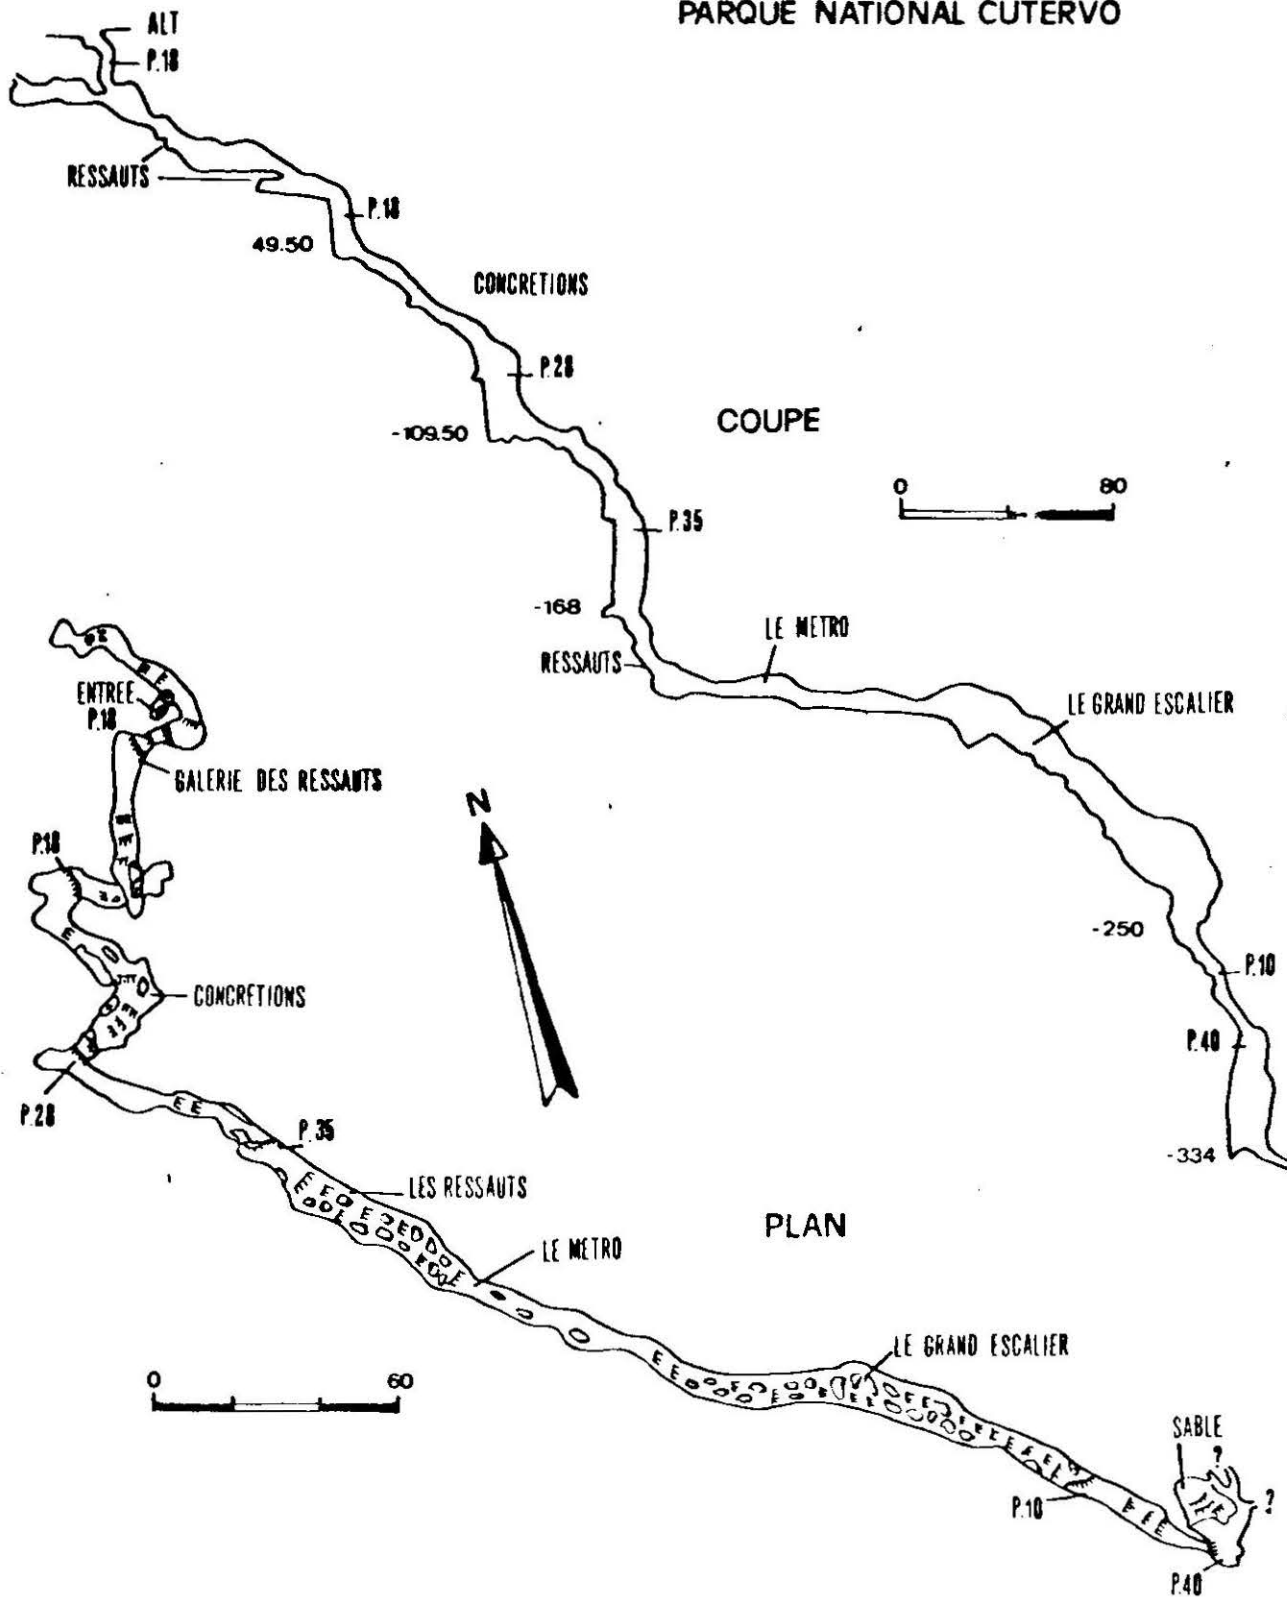 PARQUE NATIONAL CUTERVO
ALT
P.18
RESSAUTS
P.18
49.50
CONCRETIONS
P.28
-109.50
COUPE
0 80
P.35
-168
LE METRO
RESSAUTS
LE GRAND ESCALIER
-250
P.10
P.40
-334
ENTREE
P.18
GALERIE DES RESSAUTS
N
P.18
CONCRETIONS
P.28
P.35
LES RESSAUTS
PLAN
LE METRO
0 60
LE GRAND ESCALIER
SABLE
?
?
P.10
P.40